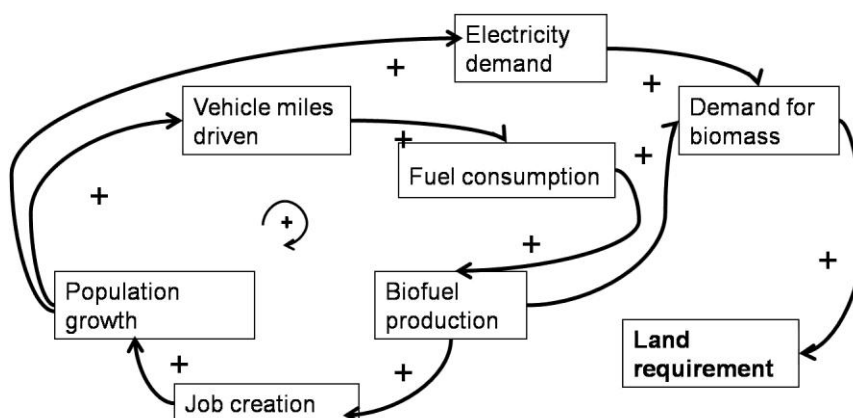 Electricity
demand
+
+
Vehicle miles
driven
+
Demand for
biomass
+
Fuel consumption
+
+
+
+
+
Population
growth
Biofuel
production
Land
requirement
+
+
Job creation